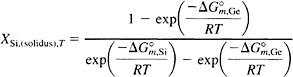 X_{Si,(solidus),T} = \frac{1 - \exp\left(\frac{-\Delta G^{\circ}_{m,Ge}}{RT}\right)}{\exp\left(\frac{-\Delta G^{\circ}_{m,Si}}{RT}\right) - \exp\left(\frac{-\Delta G^{\circ}_{m,Ge}}{RT}\right)}